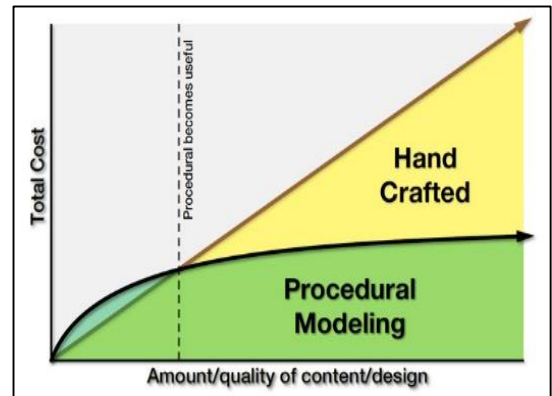 Total Cost
Procedural becomes useful
Hand
Crafted
Procedural
Modeling
Amount/quality of content/design